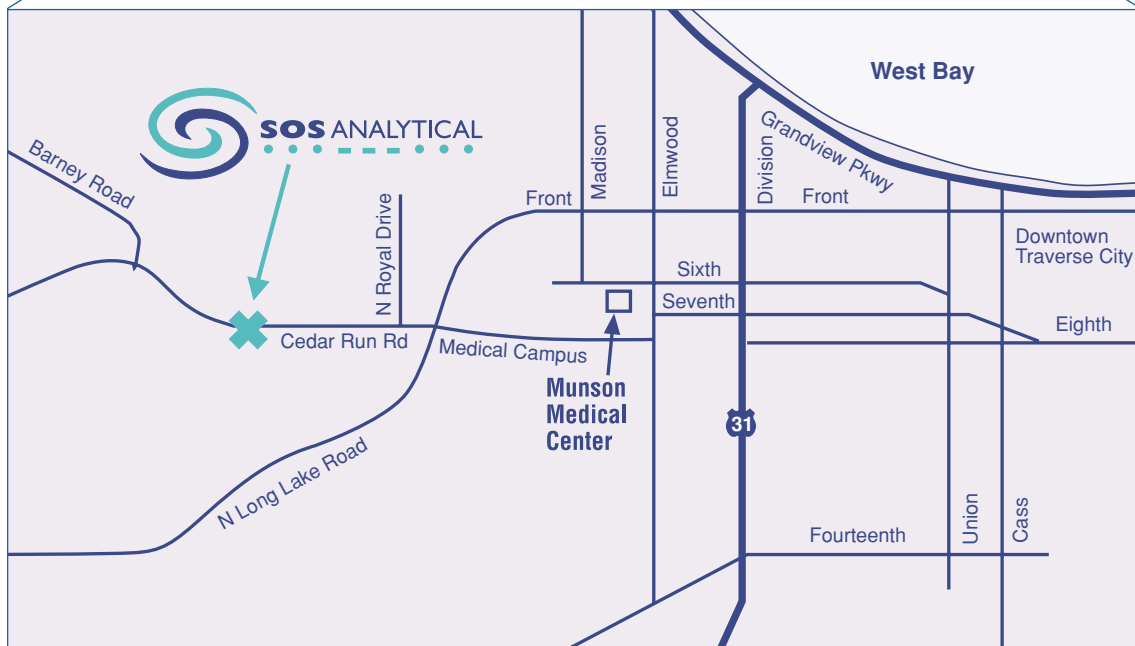 West Bay
SOS ANALYTICAL
Barney Road
Madison
Elmwood
Division
Grandview Pkwy
N Royal Drive
Front
Front
Downtown
Traverse City
Sixth
Seventh
Eighth
Cedar Run Rd
Medical Campus
Munson
Medical
Center
31
N Long Lake Road
Fourteenth
Union
Cass